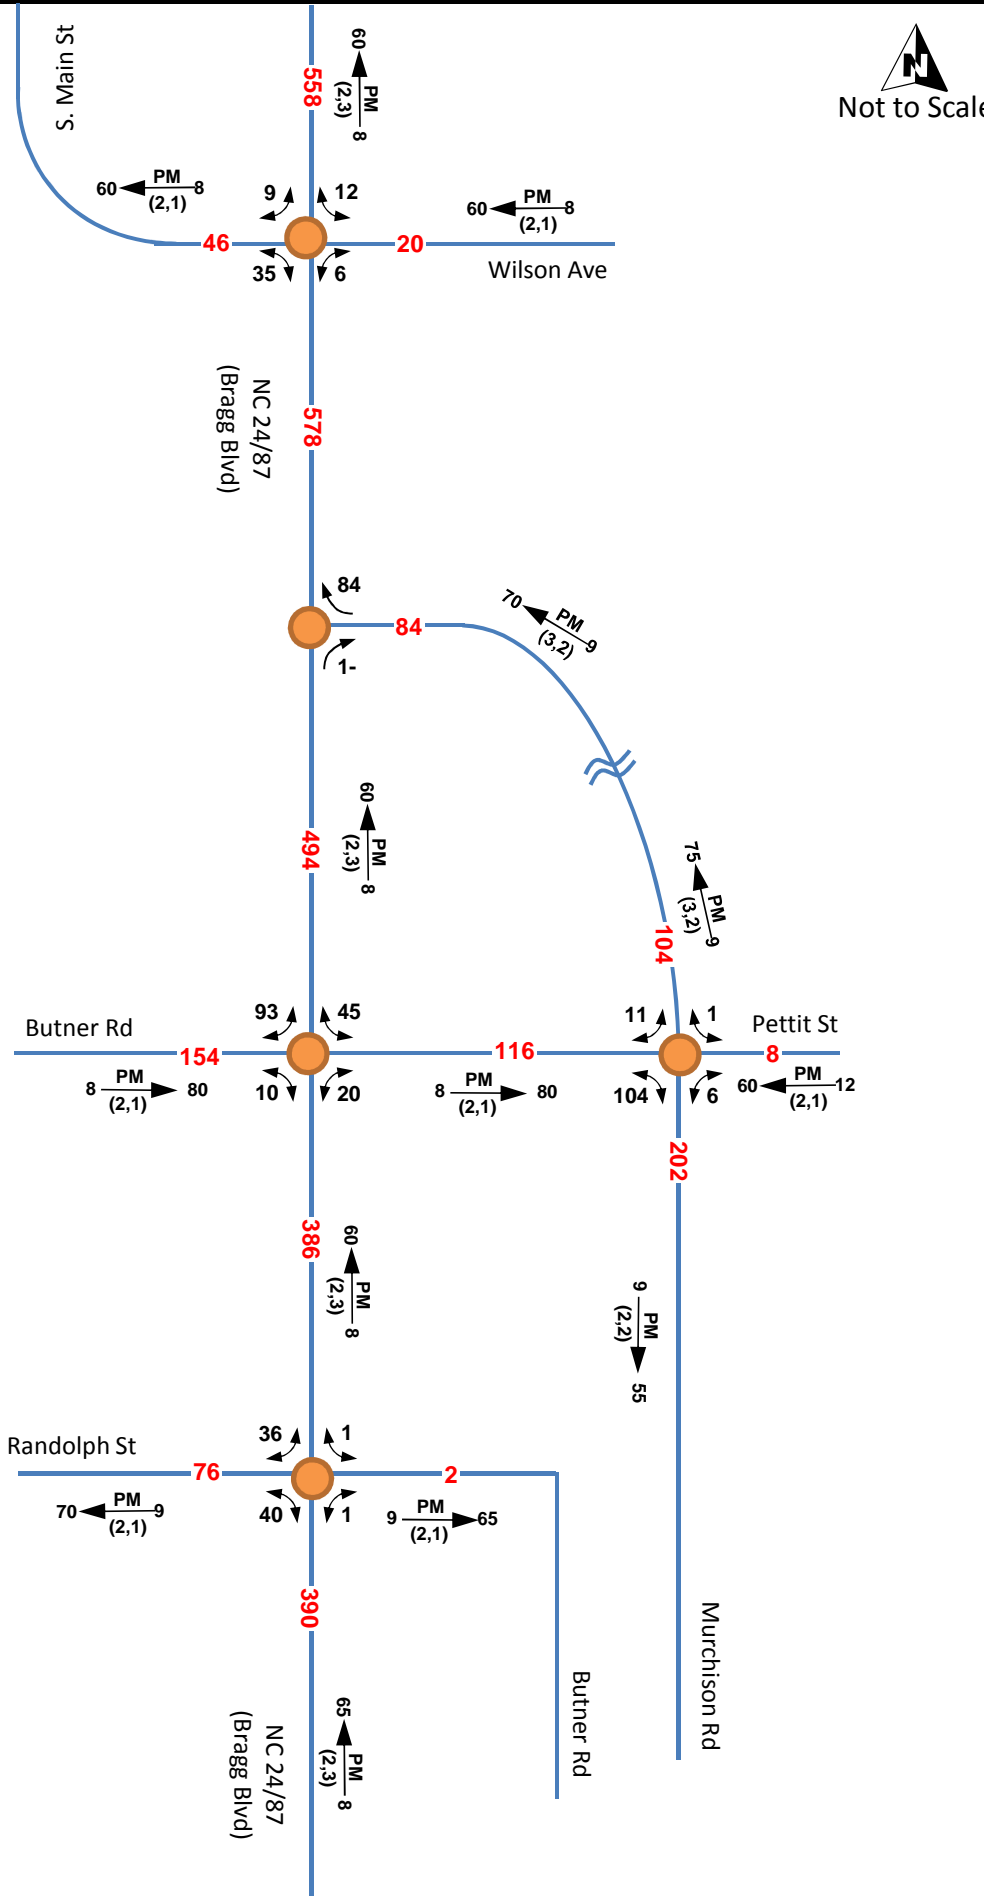 S. Main St
558
60
PM
(2,3)
8
N
Not to Scale
60
PM
8
(2,1)
9
12
60
PM
8
(2,1)
46
20
35
6
Wilson Ave
NC 24/87
(Bragg Blvd)
578
84
84
1-
70
PM
(3,2)
9
494
60
PM
(2,3)
8
75
PM
(3,2)
9
104
Butner Rd
93
45
11
1
Pettit St
154
116
8
8
PM
80
(2,1)
10
20
8
PM
80
(2,1)
104
6
60
PM
12
(2,1)
202
386
60
PM
(2,3)
8
9
PM
(2,2)
55
Randolph St
36
1
76
2
70
PM
9
(2,1)
40
1
9
PM
65
(2,1)
390
Murchison Rd
Butner Rd
NC 24/87
(Bragg Blvd)
65
PM
(2,3)
8